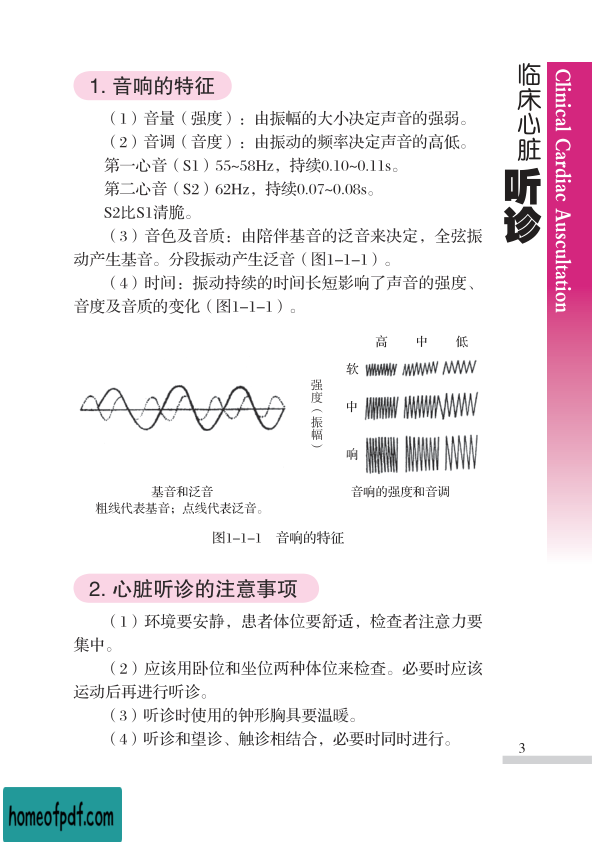 1. 音响的特征
（1）音量（强度）：由振幅的大小决定声音的强弱。
（2）音调（音度）：由振动的频率决定声音的高低。
第一心音（S1）55~58Hz，持续0.10~0.11s。
第二心音（S2）62Hz，持续0.07~0.08s。
S2比S1清脆。
（3）音色及音质：由陪伴基音的泛音来决定，全弦振
动产生基音。分段振动产生泛音（图1-1-1）。
（4）时间：振动持续的时间长短影响了声音的强度、
音度及音质的变化（图1-1-1）。
高 中 低
软
中
响
强度（振幅）
基音和泛音
粗线代表基音；点线代表泛音。
音响的强度和音调
图1-1-1 音响的特征
2. 心脏听诊的注意事项
（1）环境要安静，患者体位要舒适，检查者注意力要
集中。
（2）应该用卧位和坐位两种体位来检查。必要时应该
运动后再进行听诊。
（3）听诊时使用的钟形胸具要温暖。
（4）听诊和望诊、触诊相结合，必要时同时进行。
临床心脏听诊
Clinical Cardiac Auscultation
3
homeofpdf.com